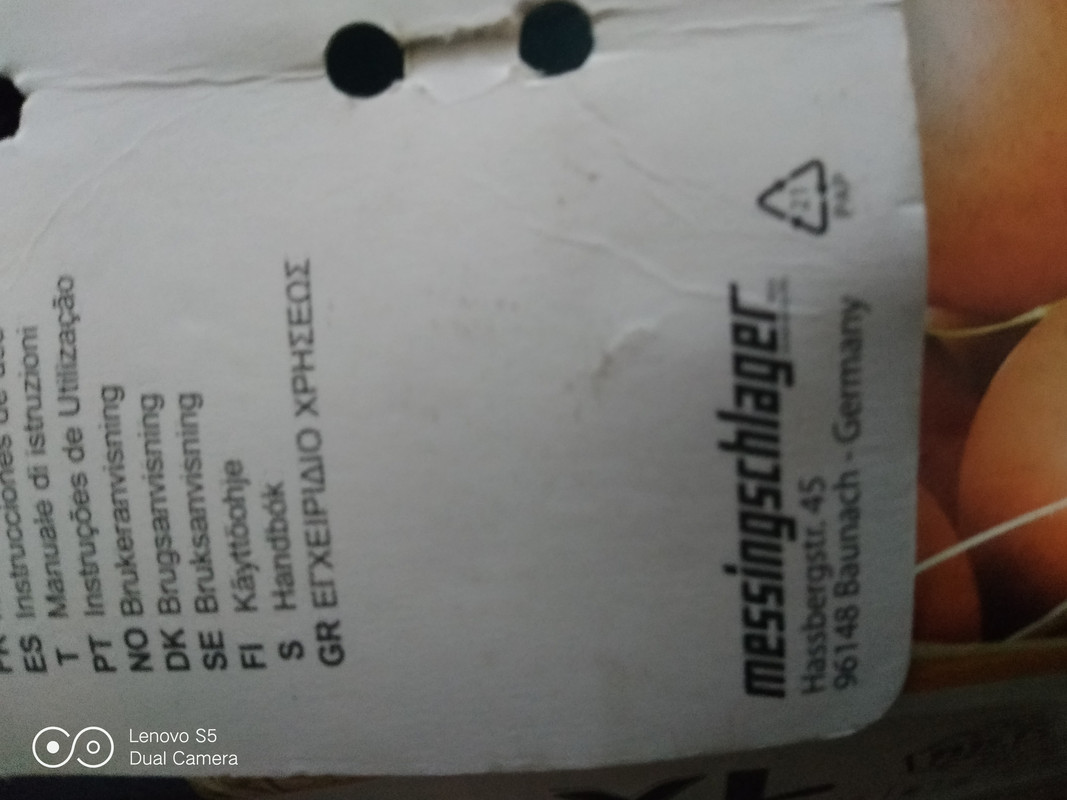 ES Instrucciones de uso
T Manuale di istruzioni
PT Instruções de Utilização
NO Brukeranvisning
DK Brugsanvisning
SE Bruksanvisning
FI Käyttöohje
S Handbók
GR ΕΓΧΕΙΡΙΔΙΟ ΧΡΗΣΕΩΣ
messingschlager
Hassbergstr. 45
96148 Baunach - Germany
21
PAP
Lenovo S5
Dual Camera